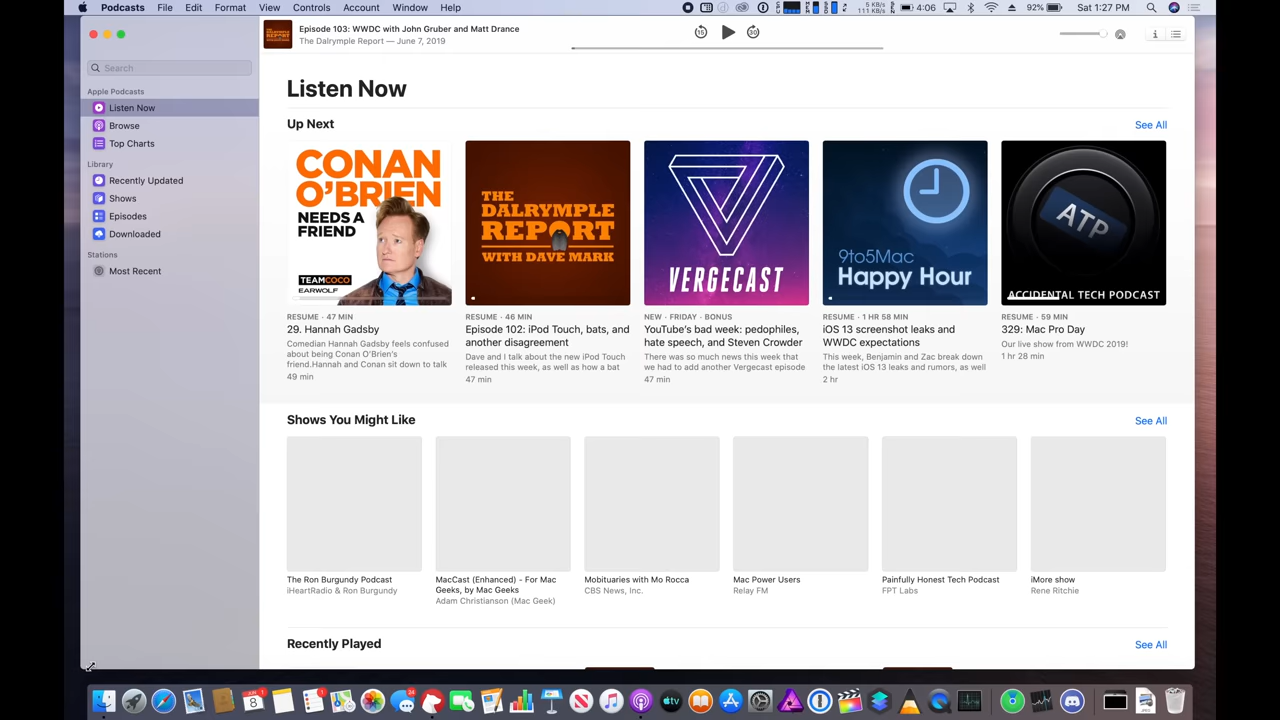 Podcasts File Edit Format View Controls Account Window Help
5 KB/s
111 KB/s
4:06 92% Sat 1:27 PM
Episode 103: WWDC with John Gruber and Matt Drance
The Dalrymple Report — June 7, 2019
15 30
Search
Apple Podcasts
Listen Now
Browse
Top Charts
Library
Recently Updated
Shows
Episodes
Downloaded
Stations
Most Recent
Listen Now
Up Next
See All
CONAN
O'BRIEN
NEEDS A
FRIEND
TEAMCOCO
EARWOLF
THE
DALRYMPLE
REPORT
WITH DAVE MARK
VERGECAST
9to5Mac
Happy Hour
ATP
ACCIDENTAL TECH PODCAST
RESUME · 47 MIN
29. Hannah Gadsby
Comedian Hannah Gadsby feels confused
about being Conan O'Brien's
friend.Hannah and Conan sit down to talk
49 min
RESUME · 46 MIN
Episode 102: iPod Touch, bats, and
another disagreement
Dave and I talk about the new iPod Touch
released this week, as well as how a bat
47 min
NEW · FRIDAY · BONUS
YouTube's bad week: pedophiles,
hate speech, and Steven Crowder
There was so much news this week that
we had to add another Vergecast episode
47 min
RESUME · 1 HR 58 MIN
iOS 13 screenshot leaks and
WWDC expectations
This week, Benjamin and Zac break down
the latest iOS 13 leaks and rumors, as well
2 hr
RESUME · 59 MIN
329: Mac Pro Day
Our live show from WWDC 2019!
1 hr 28 min
Shows You Might Like
See All
The Ron Burgundy Podcast
iHeartRadio & Ron Burgundy
MacCast (Enhanced) - For Mac
Geeks, by Mac Geeks
Adam Christianson (Mac Geek)
Mobituaries with Mo Rocca
CBS News, Inc.
Mac Power Users
Relay FM
Painfully Honest Tech Podcast
FPT Labs
iMore show
Rene Ritchie
Recently Played
See All
8
tv